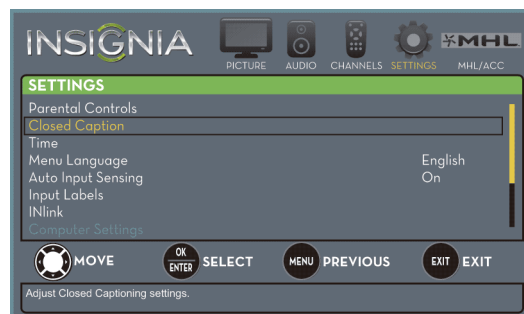 INSIGNIA
PICTURE AUDIO CHANNELS SETTINGS MHL MHL/ACC
SETTINGS
Parental Controls
Closed Caption
Time
Menu Language English
Auto Input Sensing On
Input Labels
INlink
Computer Settings
MOVE OK ENTER SELECT MENU PREVIOUS EXIT EXIT
Adjust Closed Captioning settings.